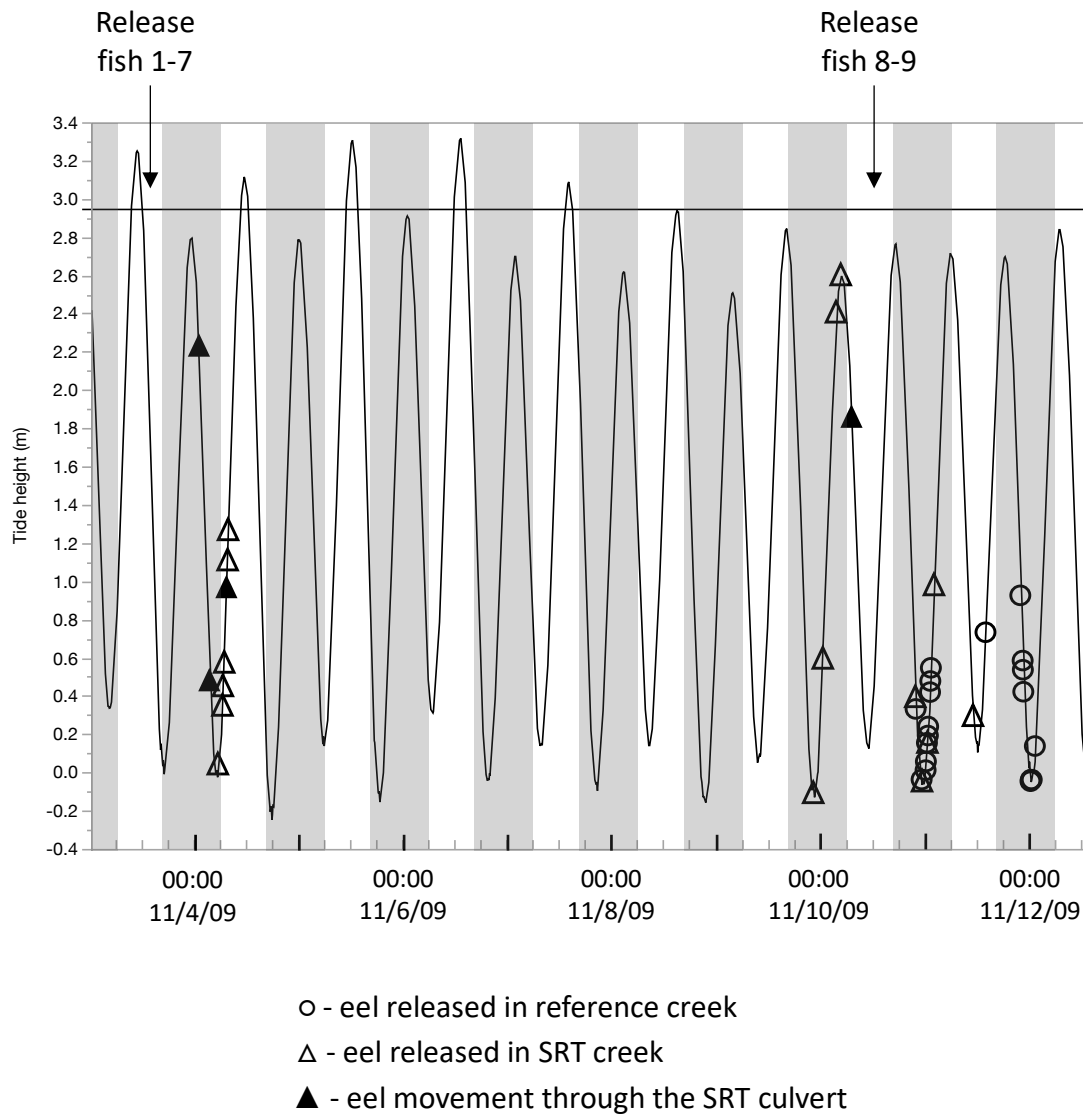 Release
fish 1-7
Release
fish 8-9
3.4
3.2
3.0
2.8
2.6
2.4
2.2
2.0
1.8
1.6
1.4
1.2
1.0
0.8
0.6
0.4
0.2
0.0
-0.2
-0.4
Tide height (m)
00:00 00:00 00:00 00:00 00:00
11/4/09 11/6/09 11/8/09 11/10/09 11/12/09
- eel released in reference creek
- eel released in SRT creek
- eel movement through the SRT culvert